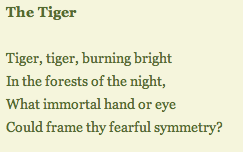 The Tiger
Tiger, tiger, burning bright
In the forests of the night,
What immortal hand or eye
Could frame thy fearful symmetry?